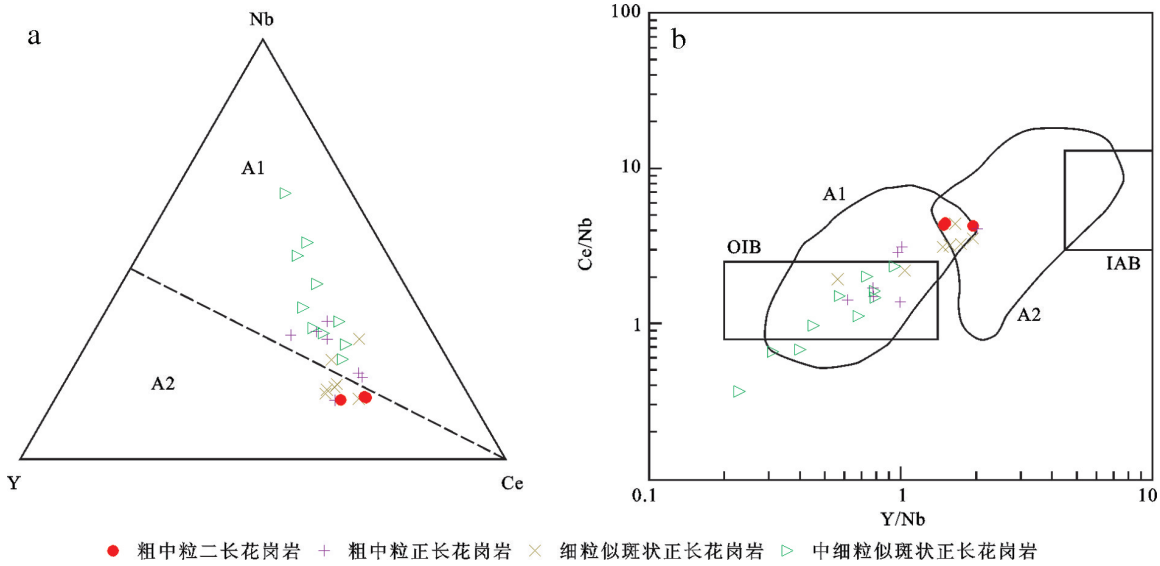 a
Nb
A1
A2
Y
Ce
b
100
10
1
0.1
Ce/Nb
A1
OIB
IAB
A2
0.1
1
10
Y/Nb
粗中粒二长花岗岩
粗中粒正长花岗岩
细粒似斑状正长花岗岩
中细粒似斑状正长花岗岩